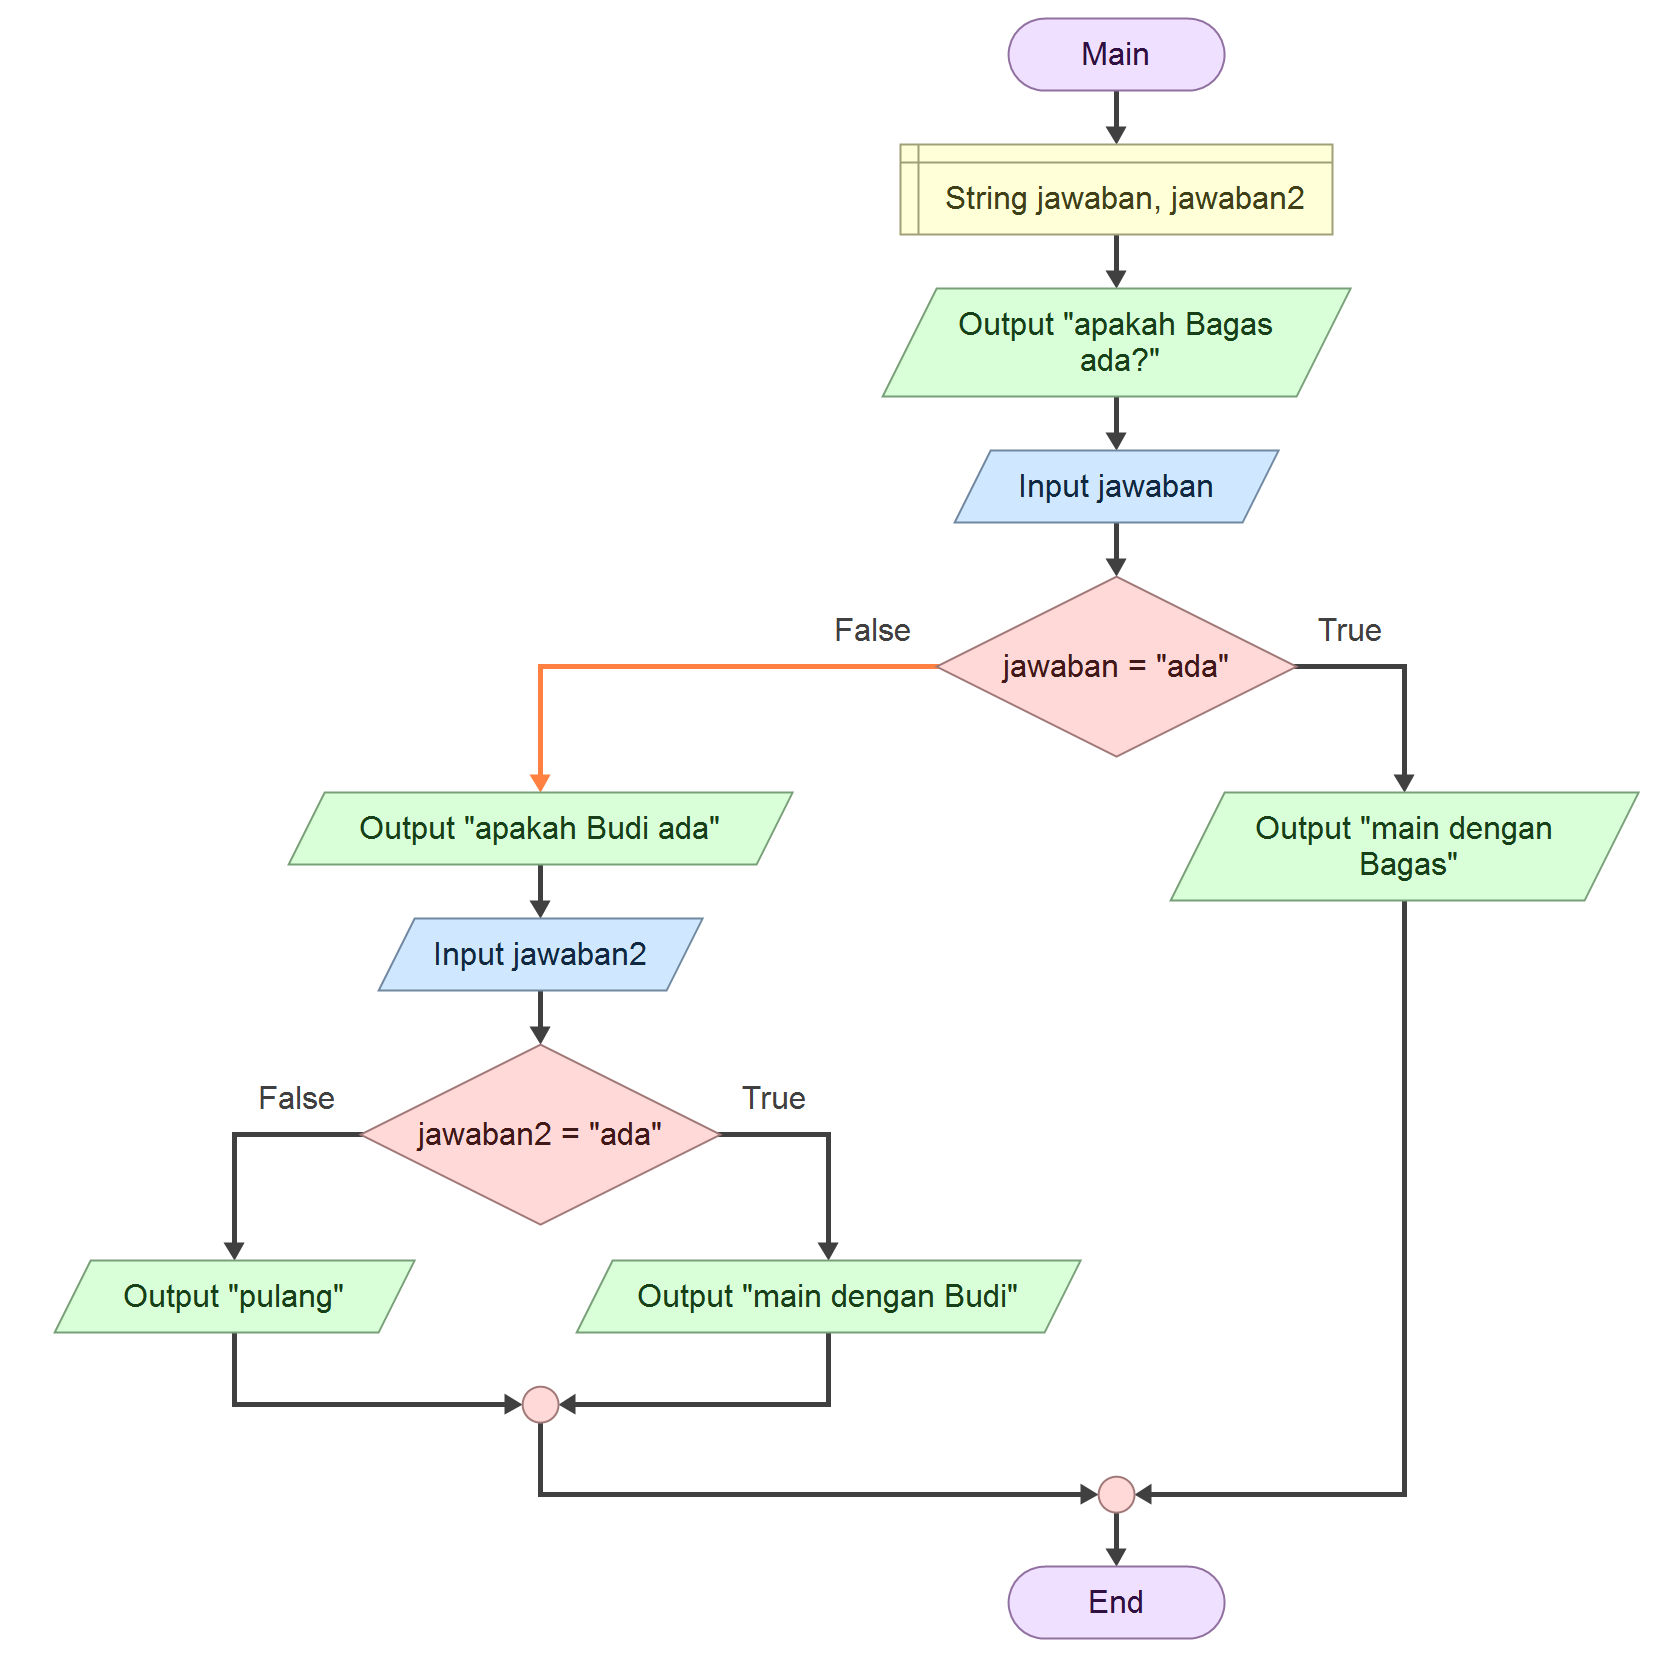 Main
String jawaban, jawaban2
Output "apakah Bagas
ada?"
Input jawaban
False
True
jawaban = "ada"
Output "apakah Budi ada"
Output "main dengan
Bagas"
Input jawaban2
False
True
jawaban2 = "ada"
Output "pulang"
Output "main dengan Budi"
End